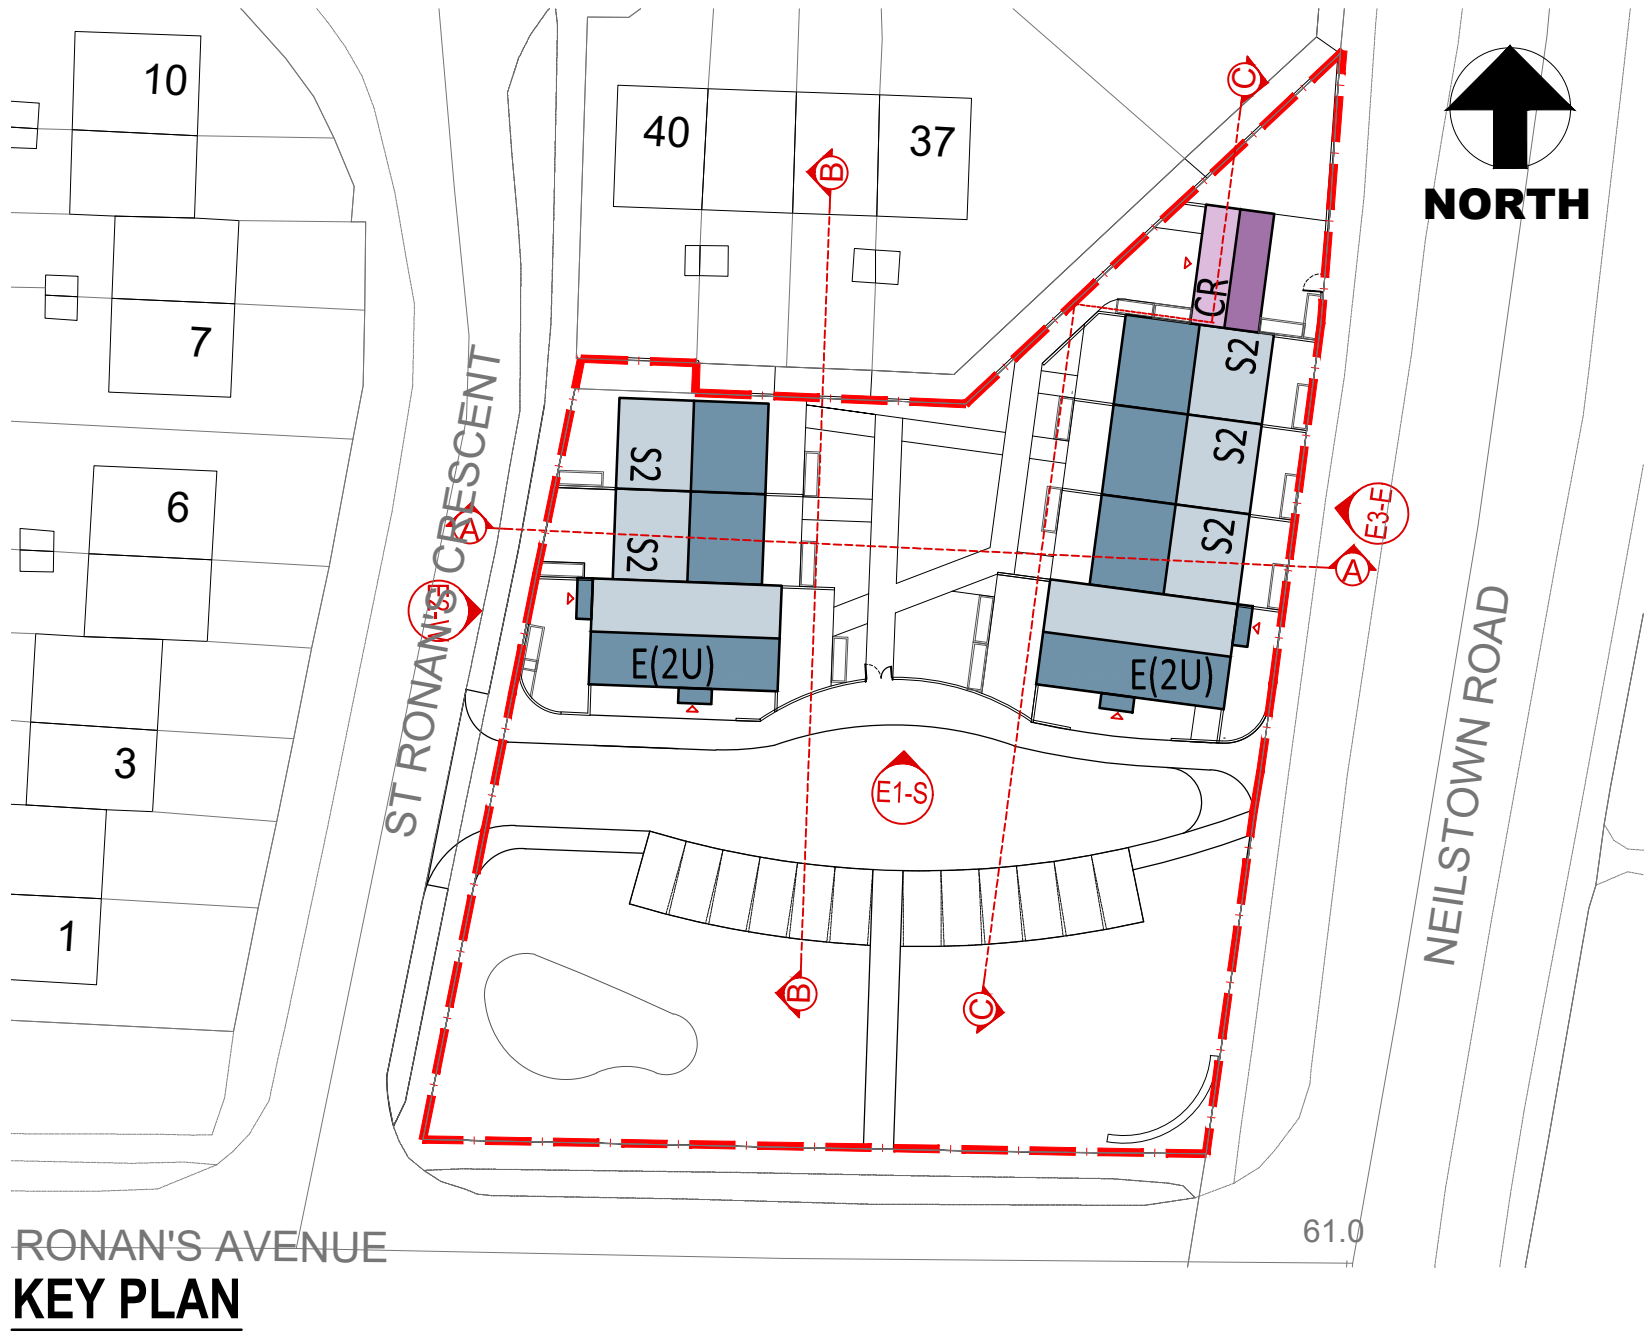 10
40
37
C
B
NORTH
7
CR
S2
S2
S2
S2
S2
6
A
E3-E
A
ST RONAN'S CRESCENT
E(2U)
E(2U)
3
E1-S
NEILSTOWN ROAD
1
B
C
61.0
RONAN'S AVENUE
KEY PLAN